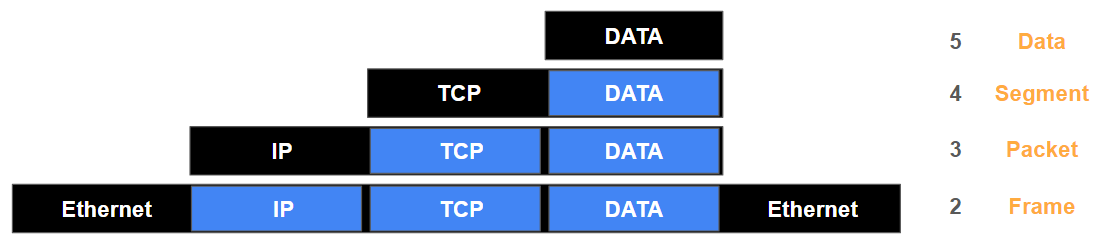 DATA 5 Data
TCP DATA 4 Segment
IP TCP DATA 3 Packet
Ethernet IP TCP DATA Ethernet 2 Frame